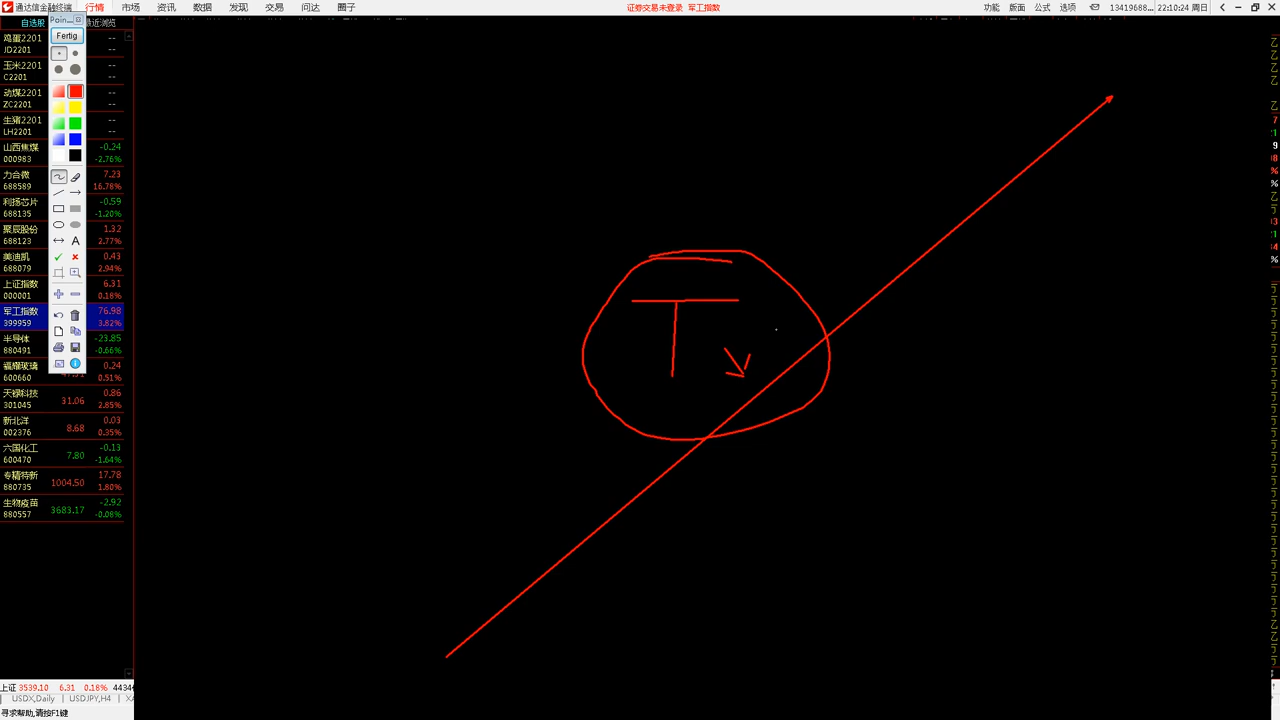 通达信金融终端 行情 市场 资讯 数据 发现 交易 问达 圈子 证券交易未登录 军工指数 功能 版面 公式 选项 13419688... 22:10:24 周日
自选股 Poin... 最近浏览
Fertig
鸡蛋2201 --
JD2201 --
玉米2201 --
C2201 --
动煤2201 --
ZC2201 --
生猪2201 --
LH2201 --
山西焦煤 -0.24
000983 -2.76%
力合微 7.23
688589 16.78%
利扬芯片 -0.59
688135 -1.20%
聚辰股份 1.32
688123 2.77%
美迪凯 0.43
688079 2.94%
上证指数 6.31
000001 0.18%
军工指数 76.98
399959 3.82%
半导体 -23.85
880491 -0.66%
福耀玻璃 0.24
600660 0.51%
天禄科技 31.06 0.86
301045 2.85%
新北洋 8.68 0.03
002376 0.35%
六国化工 7.80 -0.13
600470 -1.64%
专精特新 1004.50 17.78
880735 1.80%
生物疫苗 3683.17 -2.92
880557 -0.08%
A
T
上证 3539.10 6.31 0.18% 4434
USDX,Daily USDJPY,H4
寻求帮助,请按F1键